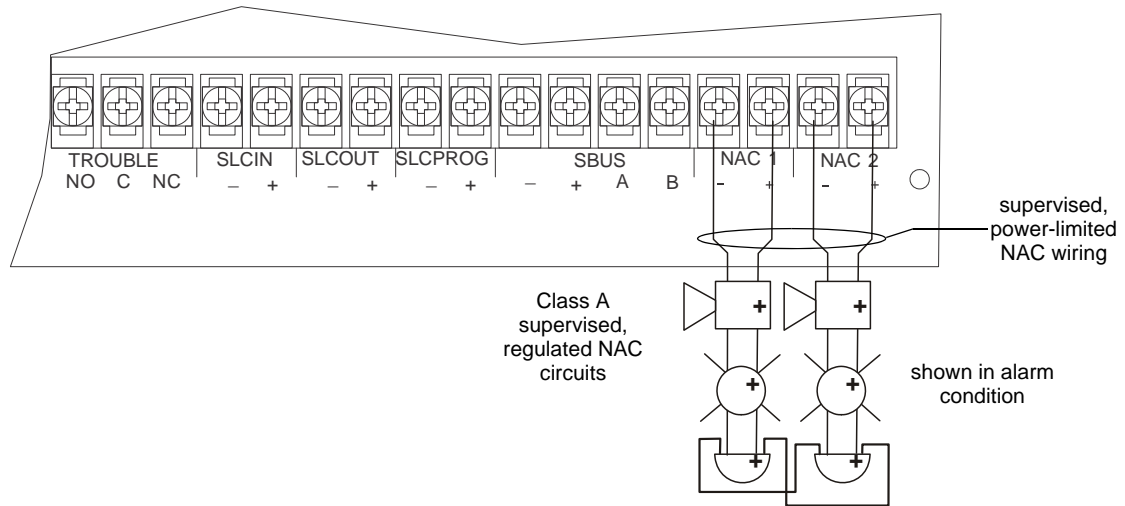 TROUBLE SLCIN SLCOUT SLCPROG SBUS NAC 1 NAC 2
NO C NC – + – + – + – + A B - + - +
supervised,
power-limited
NAC wiring
Class A
supervised,
regulated NAC
circuits
+ +
+ +
shown in alarm
condition
+ +